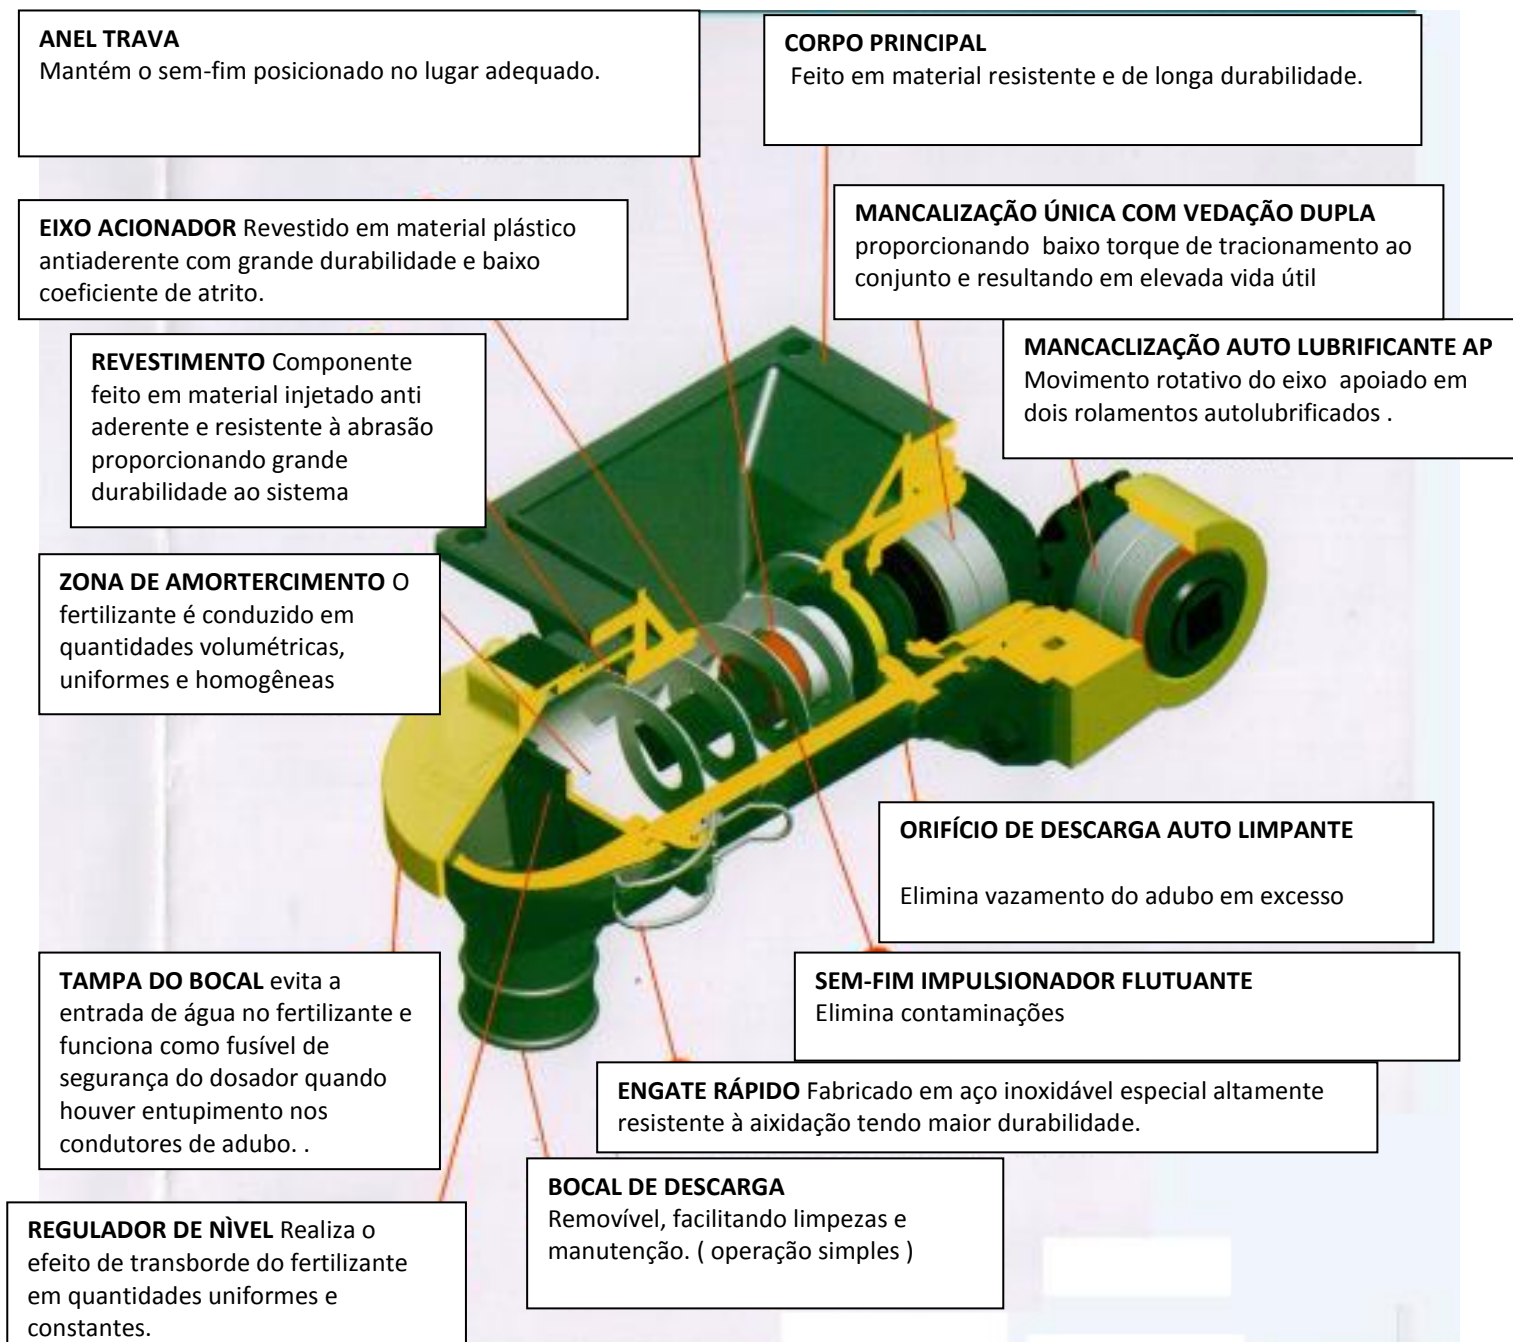 ANEL TRAVA
Mantém o sem-fim posicionado no lugar adequado.
CORPO PRINCIPAL
Feito em material resistente e de longa durabilidade.
EIXO ACIONADOR Revestido em material plástico
antiaderente com grande durabilidade e baixo
coeficiente de atrito.
MANCALIZAÇÃO ÚNICA COM VEDAÇÃO DUPLA
proporcionando baixo torque de tracionamento ao
conjunto e resultando em elevada vida útil
REVESTIMENTO Componente
feito em material injetado anti
aderente e resistente à abrasão
proporcionando grande
durabilidade ao sistema
MANCACLIZAÇÃO AUTO LUBRIFICANTE AP
Movimento rotativo do eixo apoiado em
dois rolamentos autolubrificados .
ZONA DE AMORTERCIMENTO O
fertilizante é conduzido em
quantidades volumétricas,
uniformes e homogêneas
ORIFÍCIO DE DESCARGA AUTO LIMPANTE
Elimina vazamento do adubo em excesso
TAMPA DO BOCAL evita a
entrada de água no fertilizante e
funciona como fusível de
segurança do dosador quando
houver entupimento nos
condutores de adubo. .
SEM-FIM IMPULSIONADOR FLUTUANTE
Elimina contaminações
ENGATE RÁPIDO Fabricado em aço inoxidável especial altamente
resistente à aixidação tendo maior durabilidade.
BOCAL DE DESCARGA
Removível, facilitando limpezas e
manutenção. ( operação simples )
REGULADOR DE NÌVEL Realiza o
efeito de transborde do fertilizante
em quantidades uniformes e
constantes.